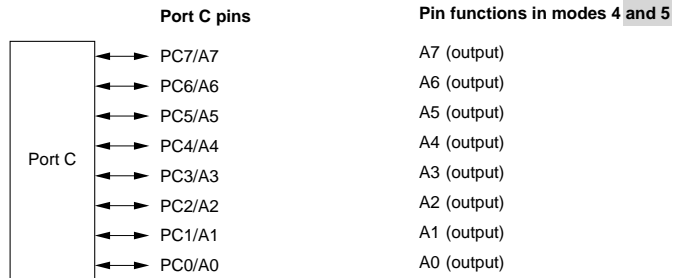 Port C pins Pin functions in modes 4 and 5
PC7/A7 A7 (output)
PC6/A6 A6 (output)
PC5/A5 A5 (output)
PC4/A4 A4 (output)
Port C
PC3/A3 A3 (output)
PC2/A2 A2 (output)
PC1/A1 A1 (output)
PC0/A0 A0 (output)